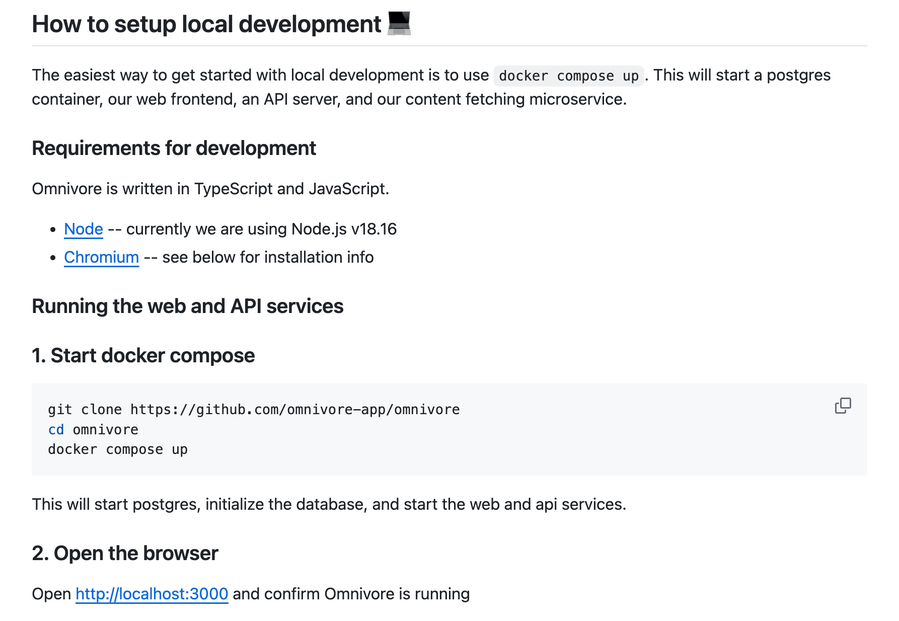 How to setup local development 💻
The easiest way to get started with local development is to use docker compose up. This will start a postgres
container, our web frontend, an API server, and our content fetching microservice.
Requirements for development
Omnivore is written in TypeScript and JavaScript.
• Node -- currently we are using Node.js v18.16
• Chromium -- see below for installation info
Running the web and API services
1. Start docker compose
git clone https://github.com/omnivore-app/omnivore
cd omnivore
docker compose up
This will start postgres, initialize the database, and start the web and api services.
2. Open the browser
Open http://localhost:3000 and confirm Omnivore is running